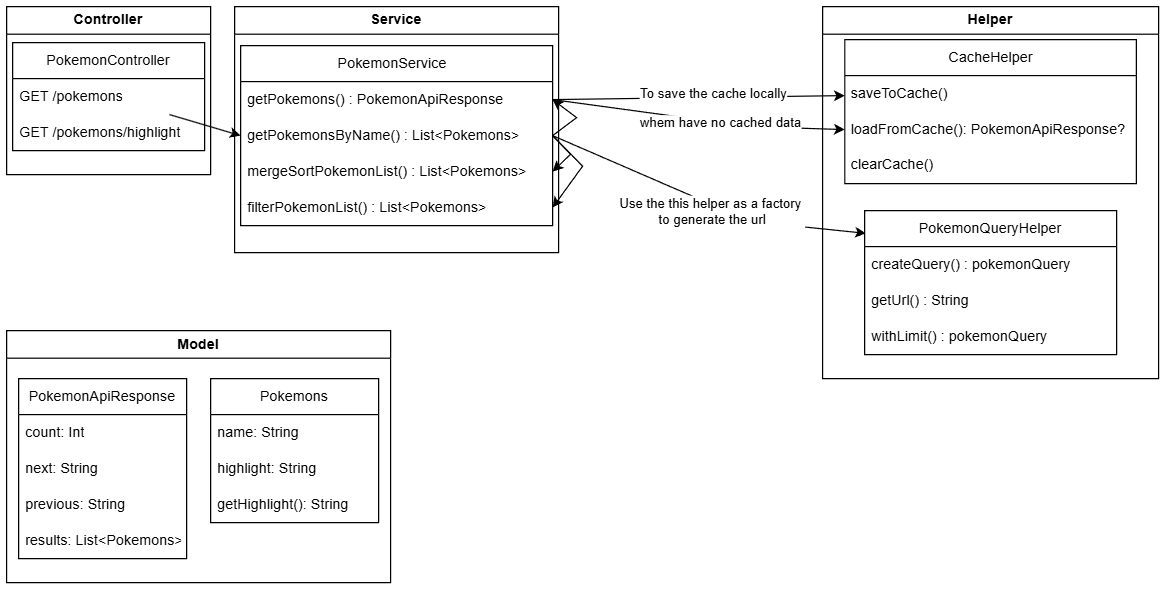 Controller
PokemonController
GET /pokemons
GET /pokemons/highlight
Service
PokemonService
getPokemons() : PokemonApiResponse
getPokemonsByName() : List<Pokemons>
mergeSortPokemonList() : List<Pokemons>
filterPokemonList() : List<Pokemons>
To save the cache locally
whem have no cached data
Use the this helper as a factory
to generate the url
Helper
CacheHelper
saveToCache()
loadFromCache(): PokemonApiResponse?
clearCache()
PokemonQueryHelper
createQuery() : pokemonQuery
getUrl() : String
withLimit() : pokemonQuery
Model
PokemonApiResponse
count: Int
next: String
previous: String
results: List<Pokemons>
Pokemons
name: String
highlight: String
getHighlight(): String